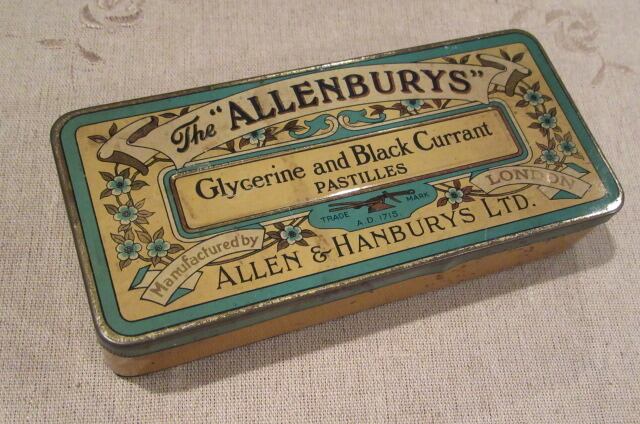 The "ALLENBURYS"
Glycerine and Black Currant
PASTILLES
TRADE MARK
A.D. 1715.
Manufactured by
ALLEN & HANBURYS LTD.
LONDON